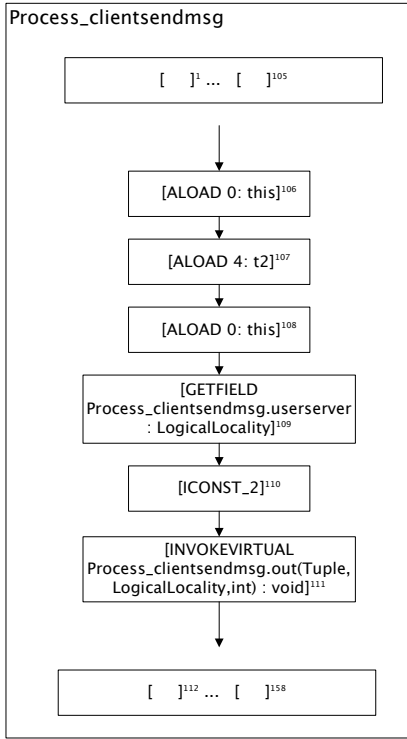 Process_clientsendmsg
[ ]¹ ... [ ]¹⁰⁵
[ALOAD 0: this]¹⁰⁶
[ALOAD 4: t2]¹⁰⁷
[ALOAD 0: this]¹⁰⁸
[GETFIELD
Process_clientsendmsg.userserver
: LogicalLocality]¹⁰⁹
[ICONST_2]¹¹⁰
[INVOKEVIRTUAL
Process_clientsendmsg.out(Tuple,
LogicalLocality,int) : void]¹¹¹
[ ]¹¹² ... [ ]¹⁵⁸